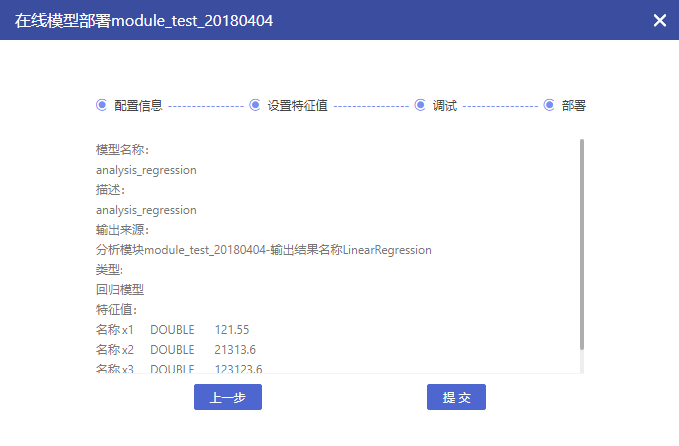 在线模型部署module_test_20180404
配置信息 设置特征值 调试 部署
模型名称：
analysis_regression
描述：
analysis_regression
输出来源：
分析模块module_test_20180404-输出结果名称LinearRegression
类型:
回归模型
特征值：
名称 x1 DOUBLE 121.55
名称 x2 DOUBLE 21313.6
名称 x3 DOUBLE 123123.6
上一步 提 交